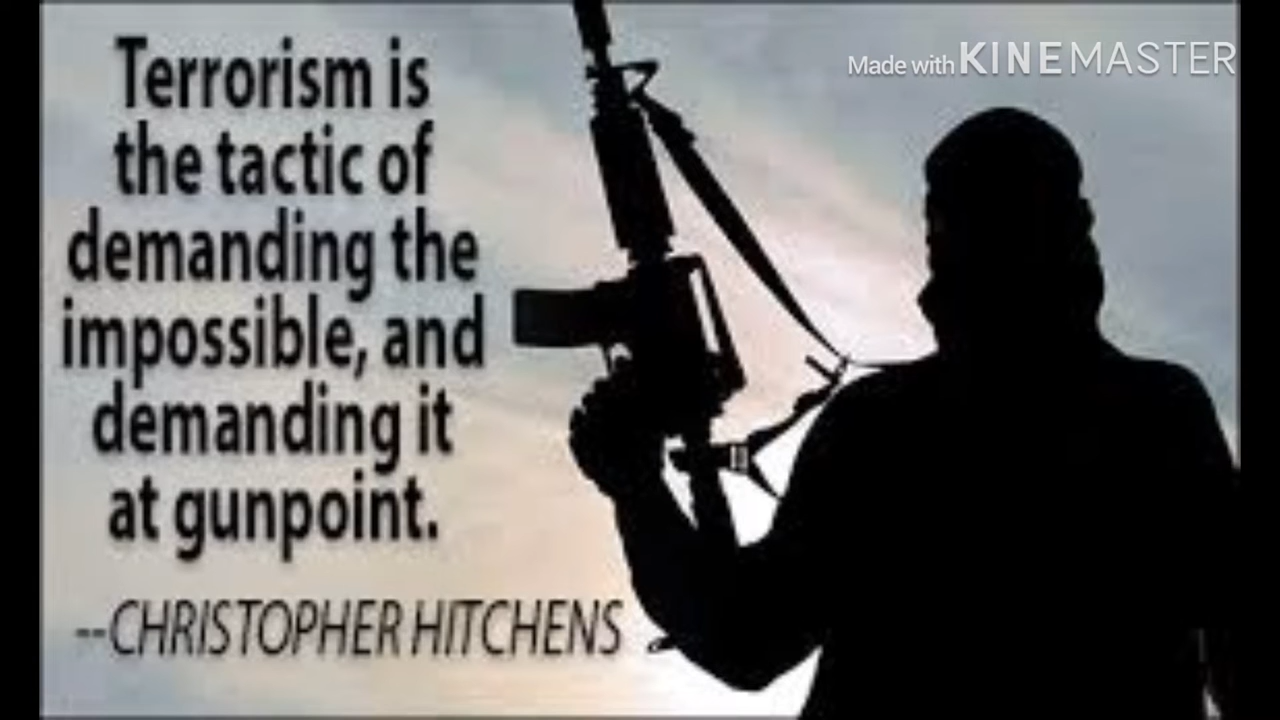 Terrorism is
the tactic of
demanding the
impossible, and
demanding it
at gunpoint.
--CHRISTOPHER HITCHENS
Made with KINEMASTER